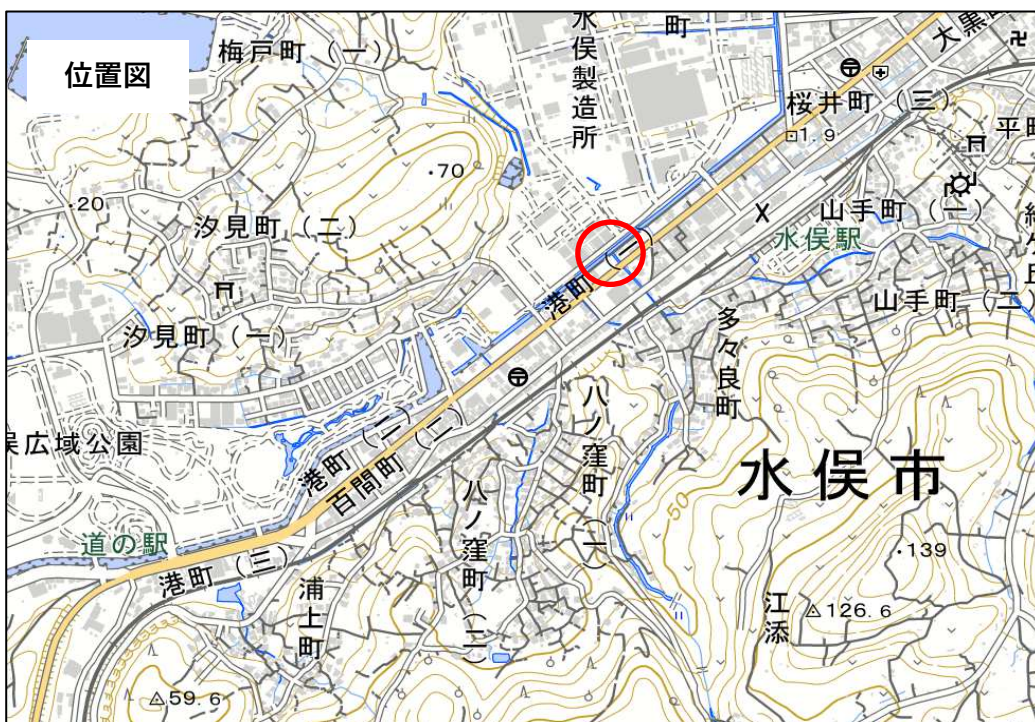 位置図
梅戸町（一）
水俣製造所
町
大黒
桜井町（三）
1.9
平町
・70
・20
汐見町（二）
山手町（一）
水俣駅
港町
汐見町（一）
山手町（二）
多々良町
八ノ窪町（一）
俣広域公園
港町（二）
百間町（二）
水俣市
50
八ノ窪町（二）
道の駅
港町（三）
・139
浦上町
江添
126.6
59.6